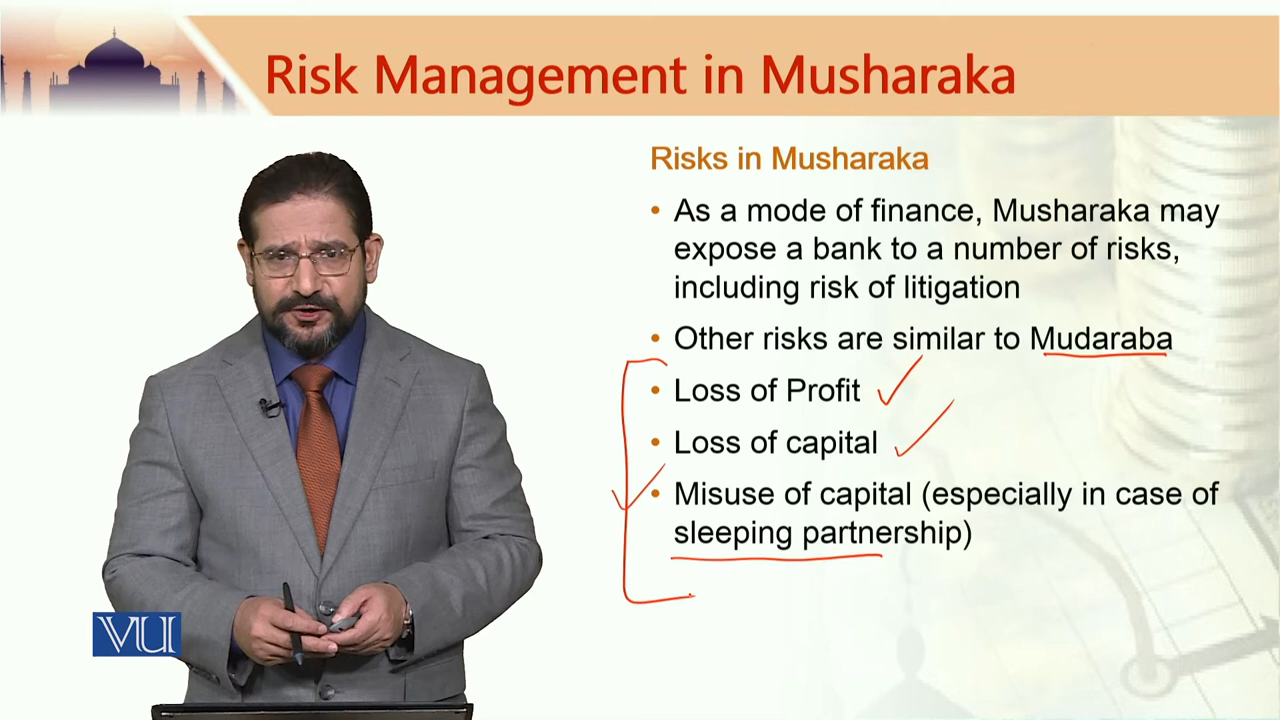 Risk Management in Musharaka
Risks in Musharaka
• As a mode of finance, Musharaka may
expose a bank to a number of risks,
including risk of litigation
• Other risks are similar to Mudaraba
• Loss of Profit
• Loss of capital
• Misuse of capital (especially in case of
sleeping partnership)
VU